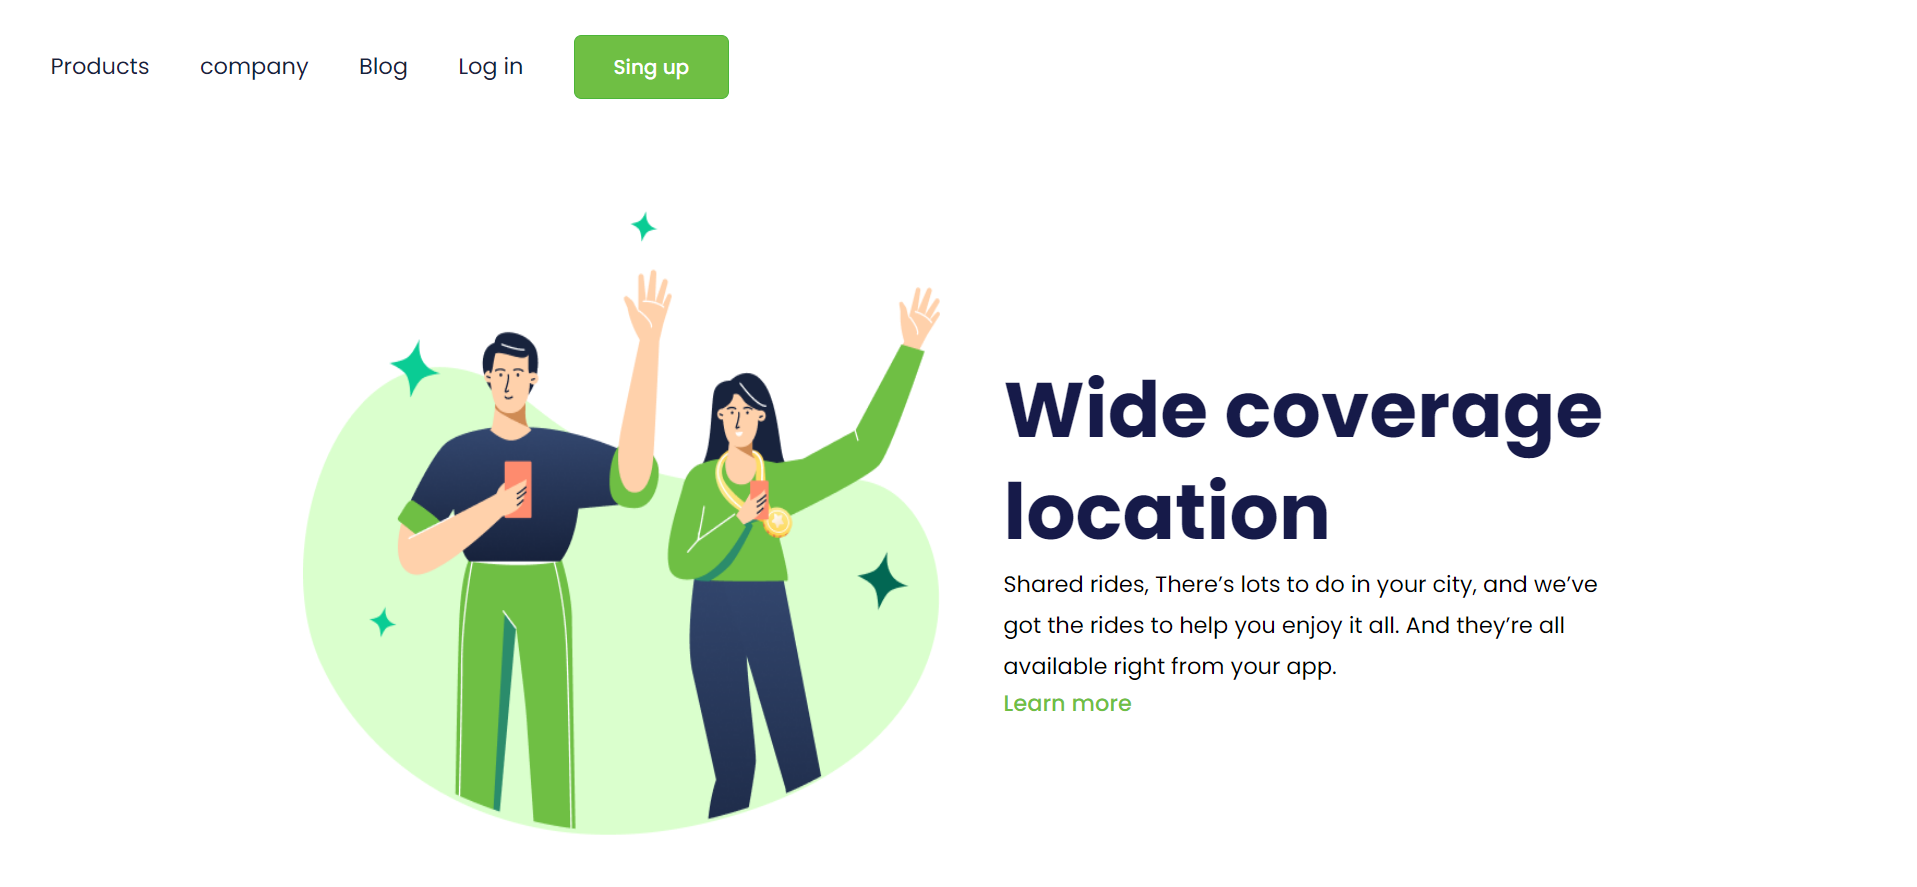 Products company Blog Log in Sing up
Wide coverage
location
Shared rides, There’s lots to do in your city, and we’ve
got the rides to help you enjoy it all. And they’re all
available right from your app.
Learn more